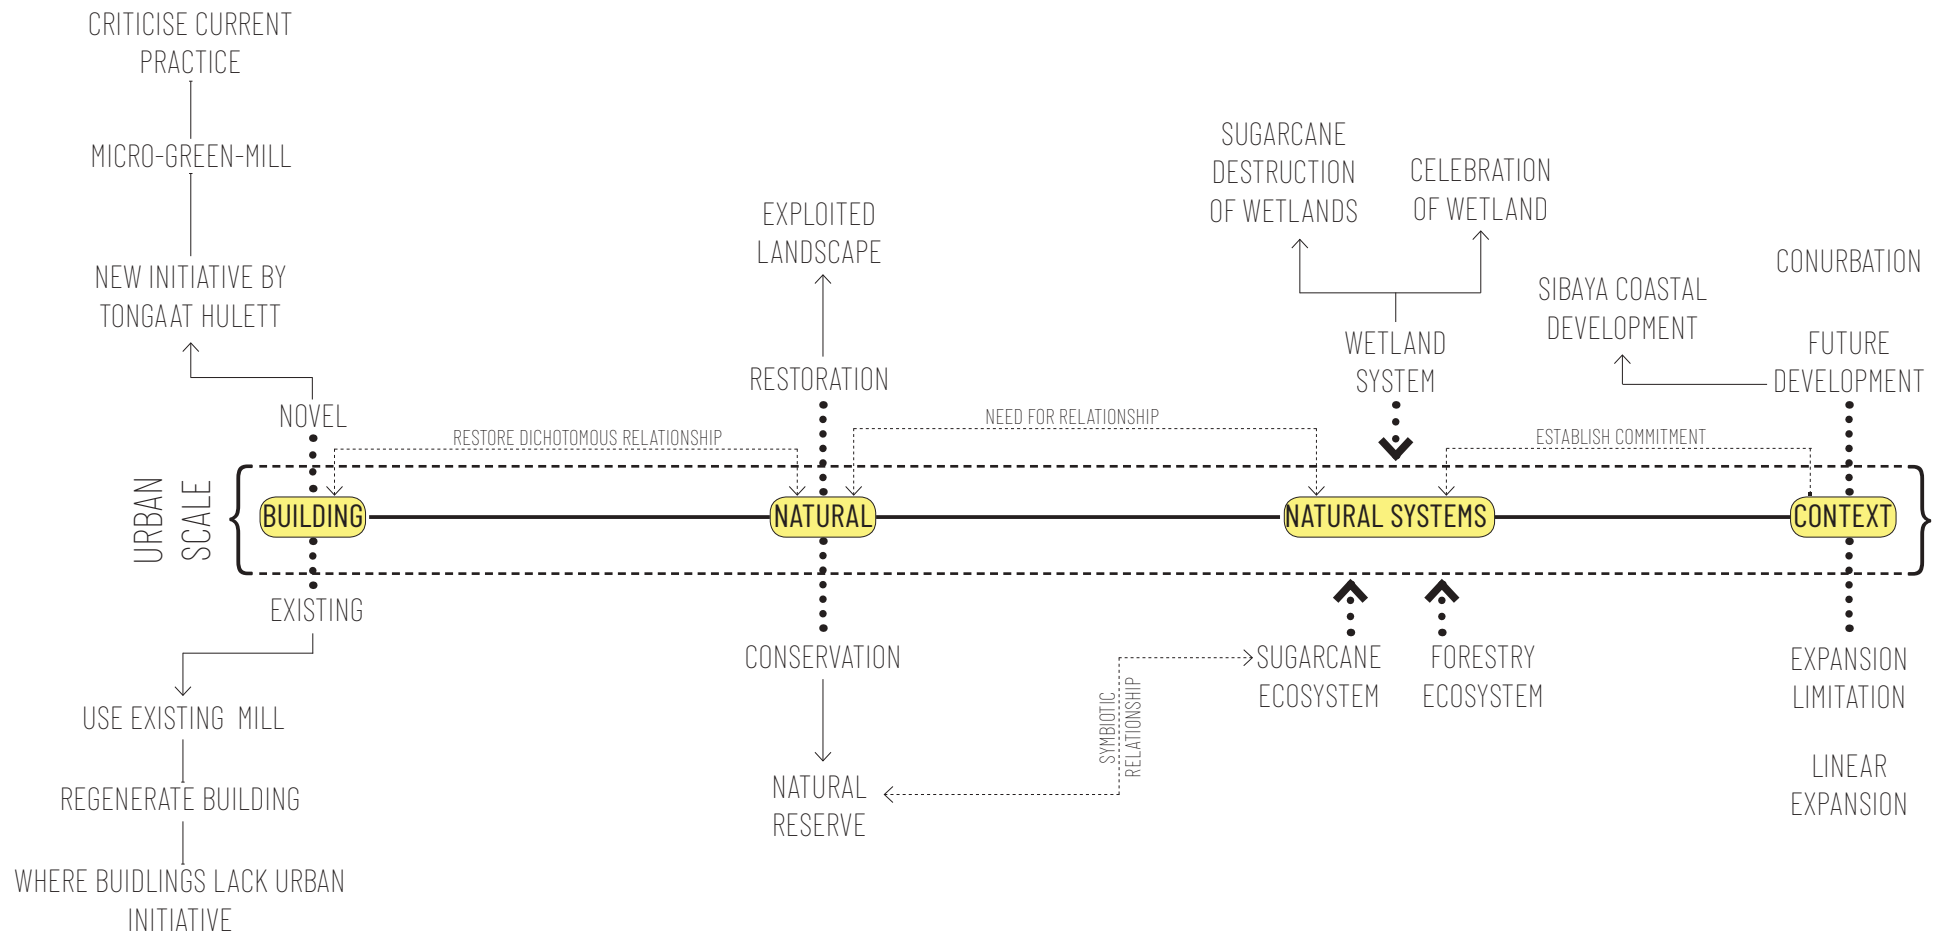 CRITICISE CURRENT
PRACTICE
MICRO-GREEN-MILL
NEW INITIATIVE BY
TONGAAT HULETT
NOVEL
EXPLOITED
LANDSCAPE
RESTORATION
SUGARCANE
DESTRUCTION
OF WETLANDS
CELEBRATION
OF WETLAND
WETLAND
SYSTEM
SIBAYA COASTAL
DEVELOPMENT
CONURBATION
FUTURE
DEVELOPMENT
RESTORE DICHOTOMOUS RELATIONSHIP
NEED FOR RELATIONSHIP
ESTABLISH COMMITMENT
URBAN
SCALE
BUILDING
NATURAL
NATURAL SYSTEMS
CONTEXT
EXISTING
USE EXISTING MILL
REGENERATE BUILDING
WHERE BUIDLINGS LACK URBAN
INITIATIVE
CONSERVATION
NATURAL
RESERVE
SYMBIOTIC
RELATIONSHIP
SUGARCANE
ECOSYSTEM
FORESTRY
ECOSYSTEM
EXPANSION
LIMITATION
LINEAR
EXPANSION